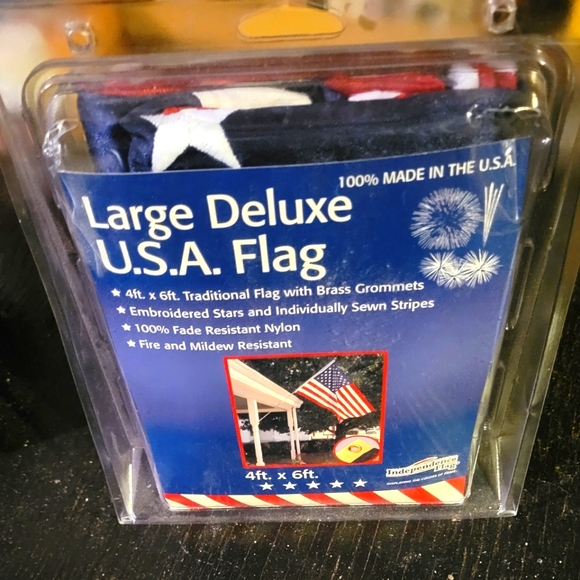 100% MADE IN THE U.S.A.
Large Deluxe
U.S.A. Flag
★ 4ft. x 6ft. Traditional Flag with Brass Grommets
★ Embroidered Stars and Individually Sewn Stripes
★ 100% Fade Resistant Nylon
★ Fire and Mildew Resistant
4ft. x 6ft.
Independence
Flag